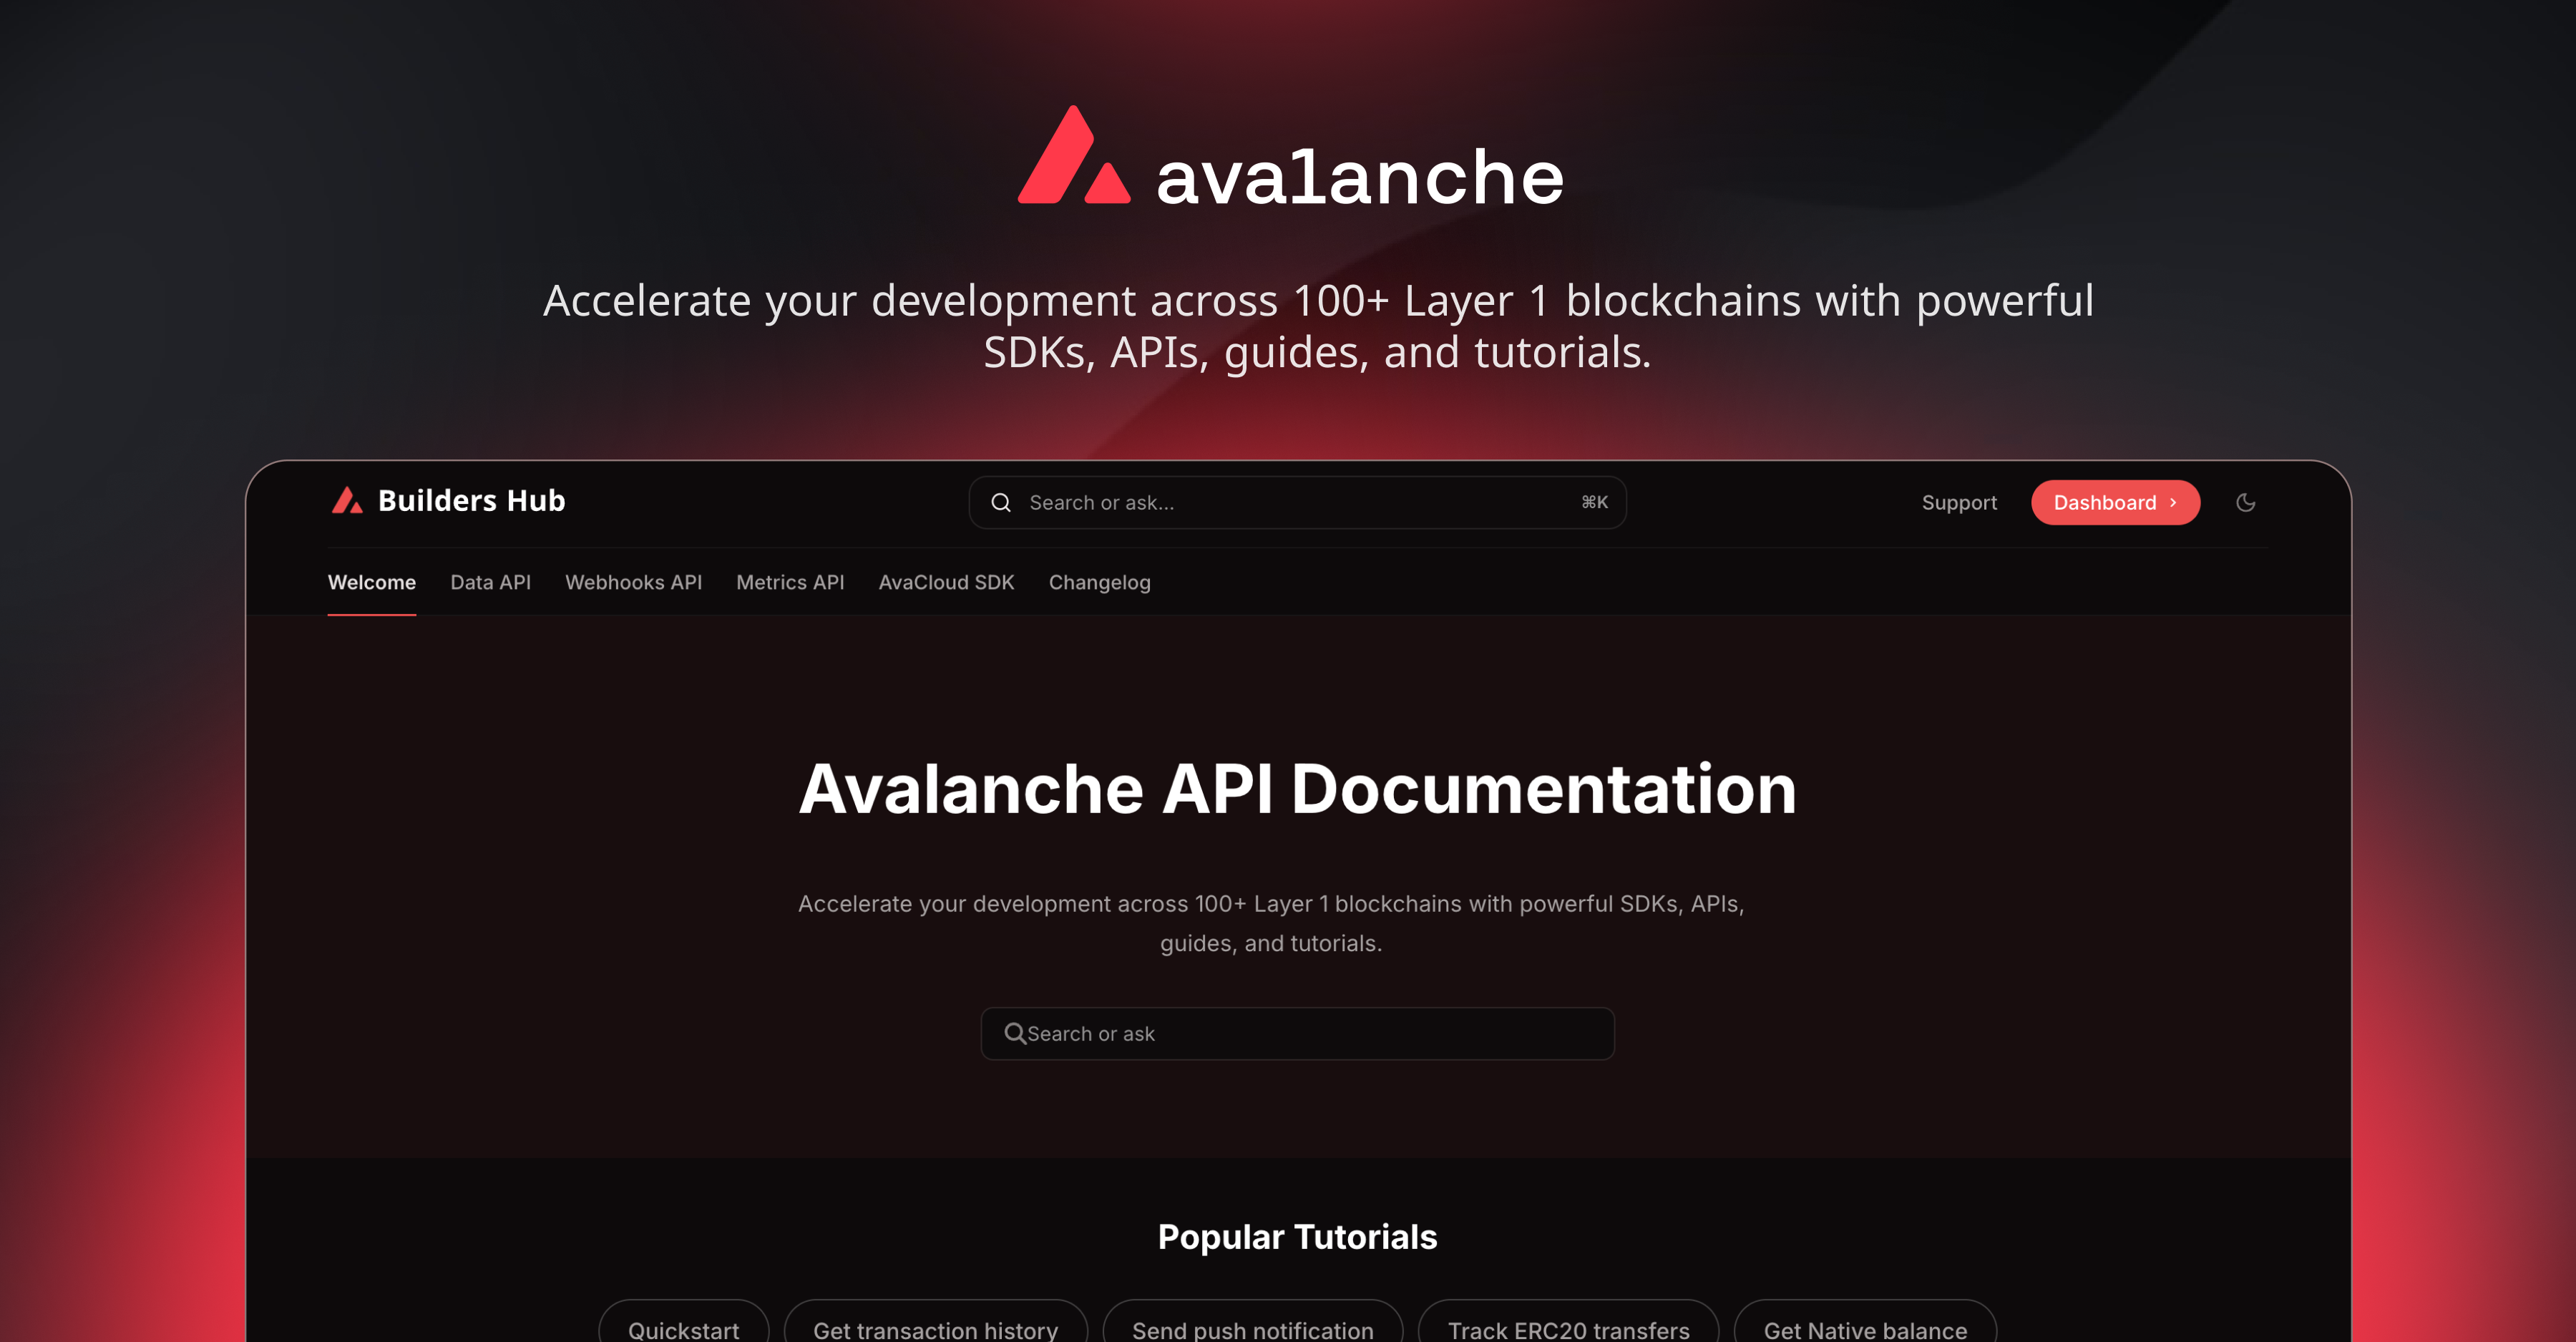 ava1anche
Accelerate your development across 100+ Layer 1 blockchains with powerful
SDKs, APIs, guides, and tutorials.
Builders Hub
Search or ask...
⌘K
Support
Dashboard ›
Welcome
Data API
Webhooks API
Metrics API
AvaCloud SDK
Changelog
Avalanche API Documentation
Accelerate your development across 100+ Layer 1 blockchains with powerful SDKs, APIs,
guides, and tutorials.
Search or ask
Popular Tutorials
Quickstart
Get transaction history
Send push notification
Track ERC20 transfers
Get Native balance